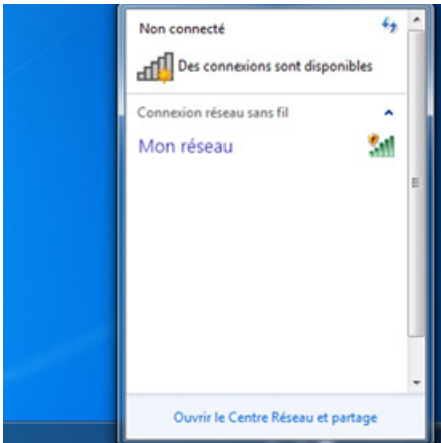 Non connecté
Des connexions sont disponibles
Connexion réseau sans fil
Mon réseau
Ouvrir le Centre Réseau et partage